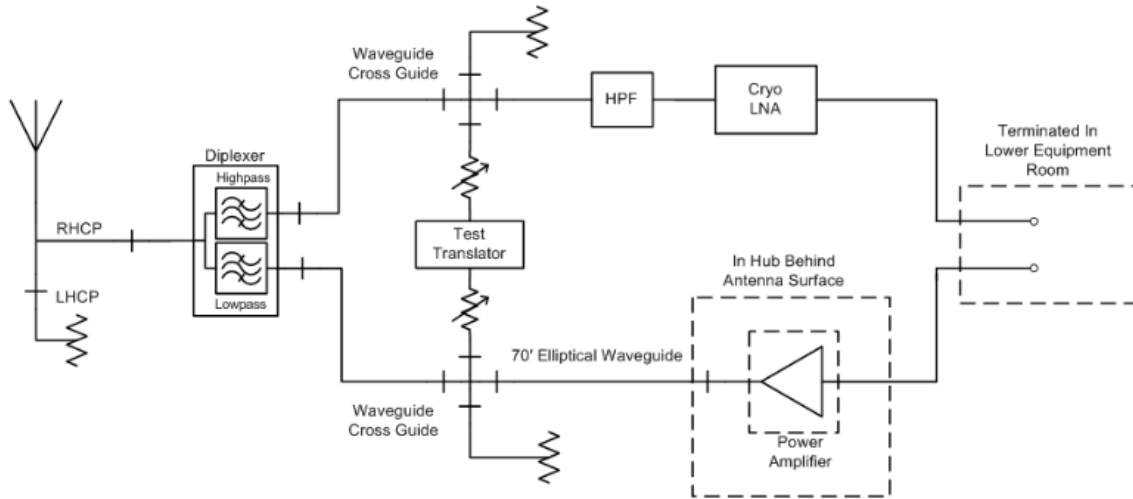 Waveguide
Cross Guide
HPF
Cryo
LNA
Terminated In
Lower Equipment
Room
Diplexer
Highpass
RHCP
Test
Translator
LHCP
Lowpass
In Hub Behind
Antenna Surface
70' Elliptical Waveguide
Waveguide
Cross Guide
Power
Amplifier